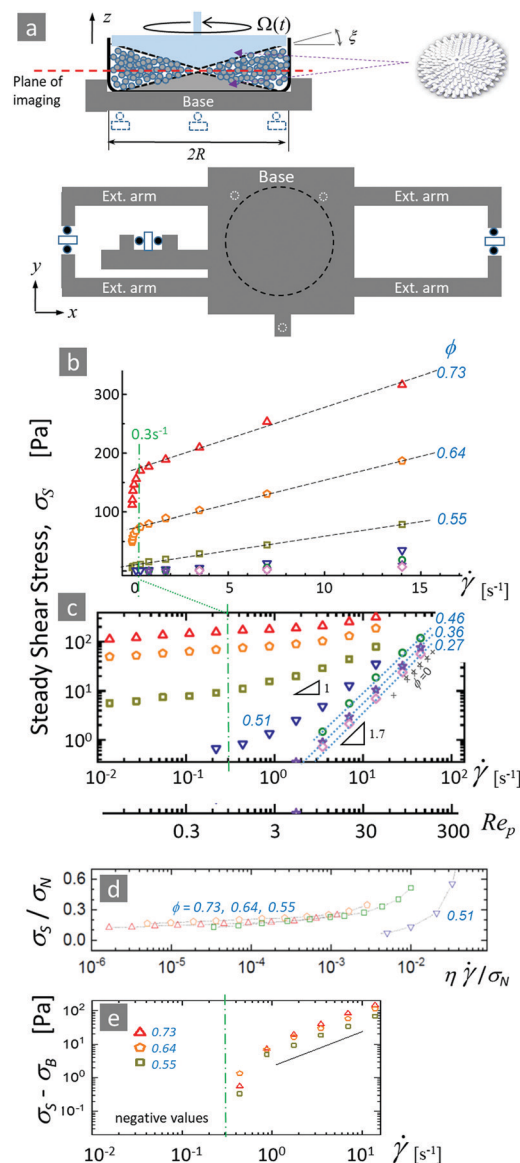 a
z
Ω(t)
ξ
Plane of
imaging
Base
2R
Base
Ext. arm
Ext. arm
Ext. arm
Ext. arm
y
x
b
ϕ
0.73
0.64
0.55
0.3s⁻¹
[Pa]
300
200
100
0
0 5 10 15
γ̇ [s⁻¹]
Steady Shear Stress, σS
c
0.46
0.36
0.27
ϕ=0
0.51
1
1.7
10²
10¹
10⁰
10⁻² 10⁻¹ 10⁰ 10¹ 10²
γ̇ [s⁻¹]
0.3 3 30 300
Rep
d
σS / σN
0.6
0.3
0.0
ϕ = 0.73, 0.64, 0.55
0.51
10⁻⁶ 10⁻⁵ 10⁻⁴ 10⁻³ 10⁻² 10⁻¹
η γ̇/σN
e
[Pa]
σS - σB
10²
10¹
10⁰
10⁻¹
0.73
0.64
0.55
negative values
10⁻² 10⁻¹ 10⁰ 10¹
γ̇ [s⁻¹]